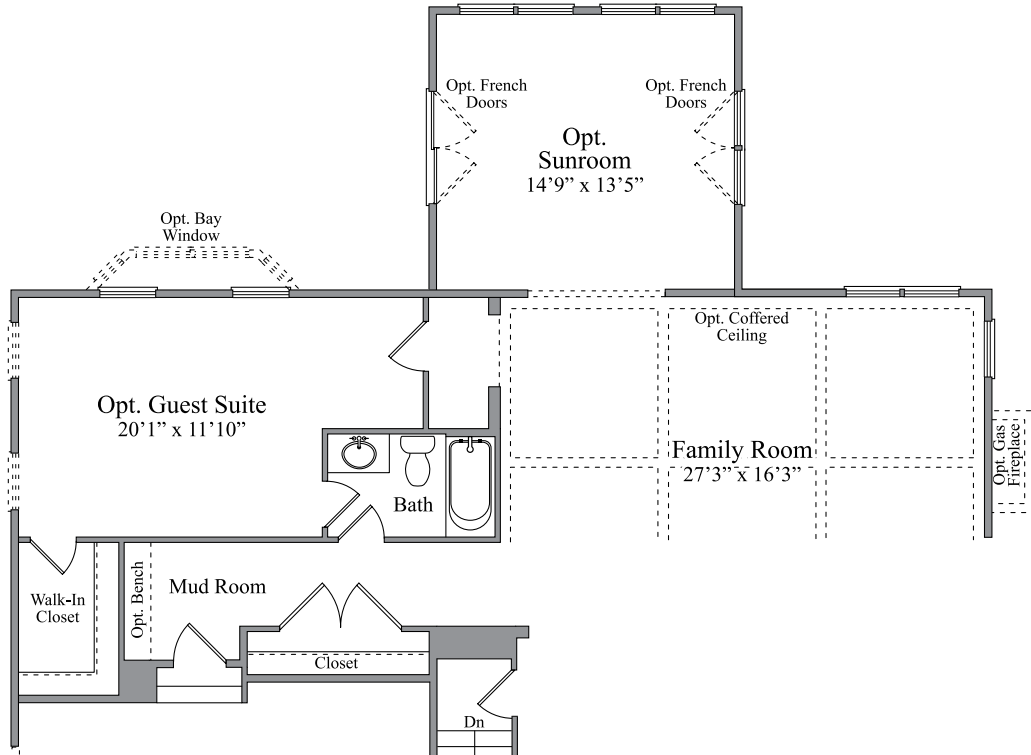 Opt. French
Doors
Opt. French
Doors
Opt.
Sunroom
14’9” x 13’5”
Opt. Bay
Window
Opt. Coffered
Ceiling
Opt. Guest Suite
20’1” x 11’10”
Family Room
27’3” x 16’3”
Opt. Gas
Fireplace
Bath
Mud Room
Walk-In
Closet
Opt. Bench
Closet
Dn